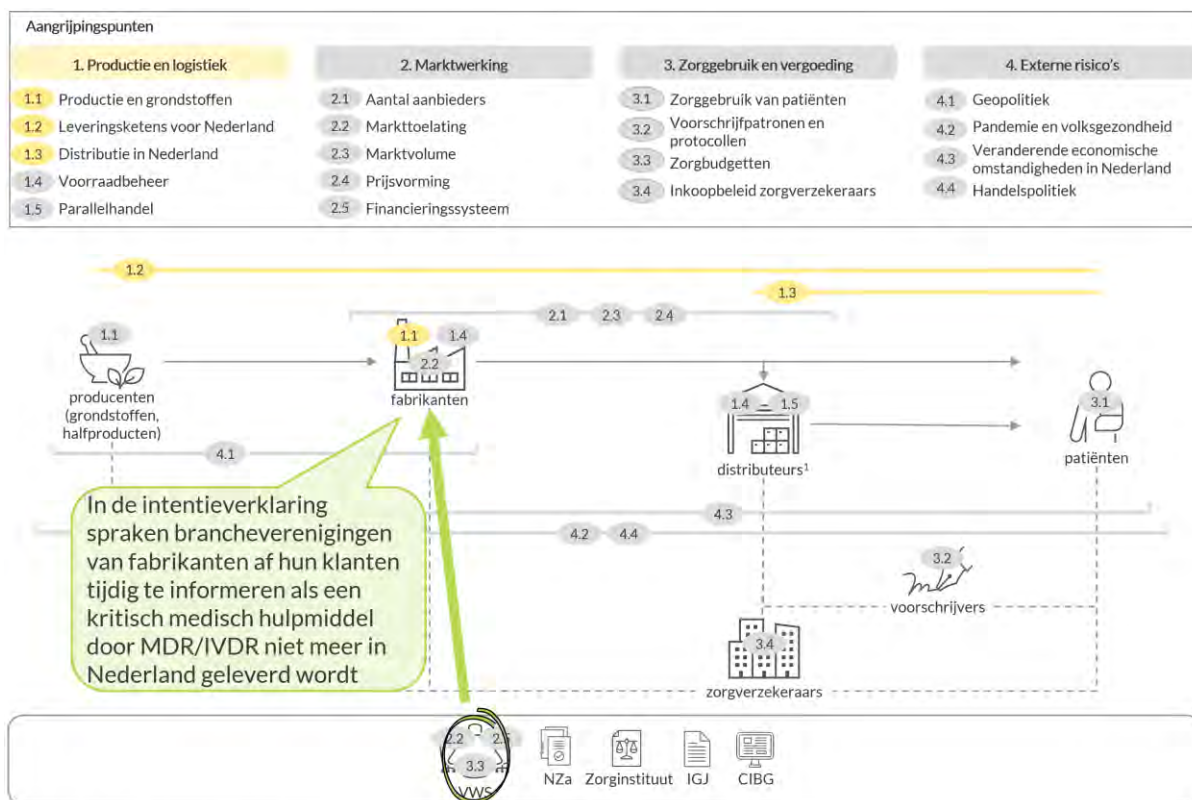 Aangrijpingspunten
1. Productie en logistiek
1.1 Productie en grondstoffen
1.2 Leveringsketens voor Nederland
1.3 Distributie in Nederland
1.4 Voorraadbeheer
1.5 Parallelhandel
2. Marktwerking
2.1 Aantal aanbieders
2.2 Markttoelating
2.3 Marktvolume
2.4 Prijsvorming
2.5 Financieringssysteem
3. Zorggebruik en vergoeding
3.1 Zorggebruik van patiënten
3.2 Voorschrijfpatronen en
protocollen
3.3 Zorgbudgetten
3.4 Inkoopbeleid zorgverzekeraars
4. Externe risico's
4.1 Geopolitiek
4.2 Pandemie en volksgezondheid
4.3 Veranderende economische
omstandigheden in Nederland
4.4 Handelspolitiek
1.2
1.3
2.1 2.3 2.4
1.1
producenten
(grondstoffen,
halfproducten)
1.1 1.4
2.2
fabrikanten
1.4 1.5
distributeurs¹
3.1
patiënten
4.1
In de intentieverklaring
spraken brancheverenigingen
van fabrikanten af hun klanten
tijdig te informeren als een
kritisch medisch hulpmiddel
door MDR/IVDR niet meer in
Nederland geleverd wordt
4.3
4.2 4.4
3.2
voorschrijvers
3.4
zorgverzekeraars
2.2 2.5
3.3
VWS
NZa
Zorginstituut
IGJ
CIBG